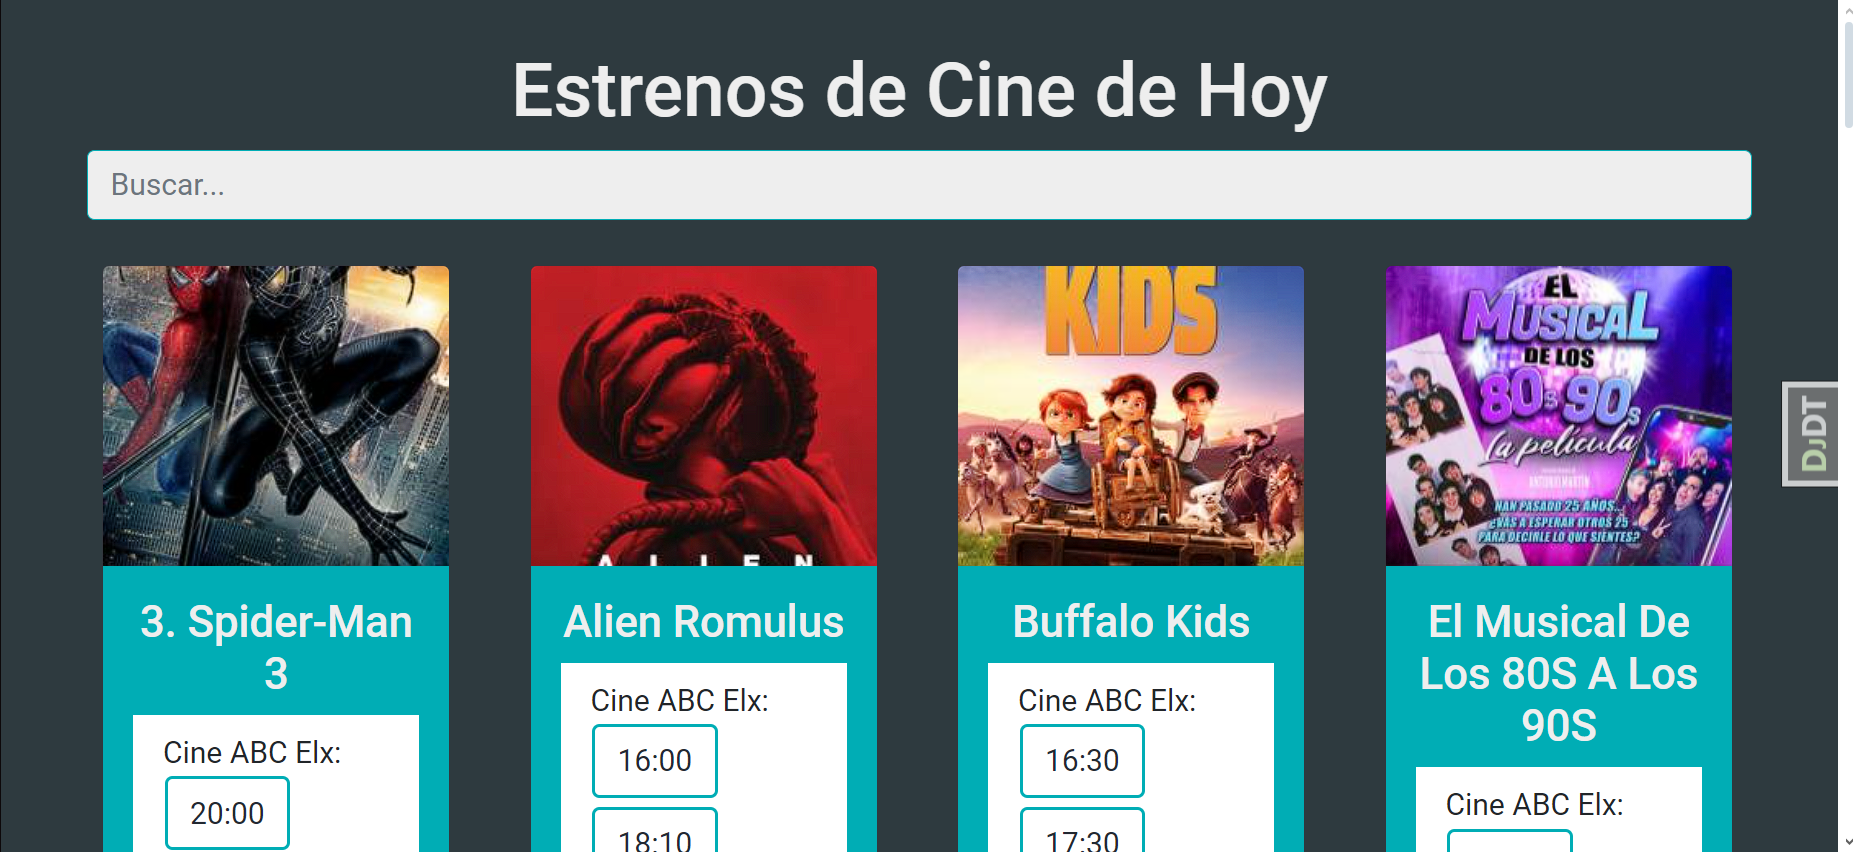 Estrenos de Cine de Hoy
Buscar...
KIDS
EL
MUSICAL
DE LOS
80s 90s
la película
HAN PASADO 25 AÑOS...
¿VAS A ESPERAR OTROS 25
PARA DECIRLE LO QUE SIENTES?
ALIEN
DJDT
3. Spider-Man
3
Cine ABC Elx:
20:00
Alien Romulus
Cine ABC Elx:
16:00
18:10
Buffalo Kids
Cine ABC Elx:
16:30
17:30
El Musical De
Los 80S A Los
90S
Cine ABC Elx: